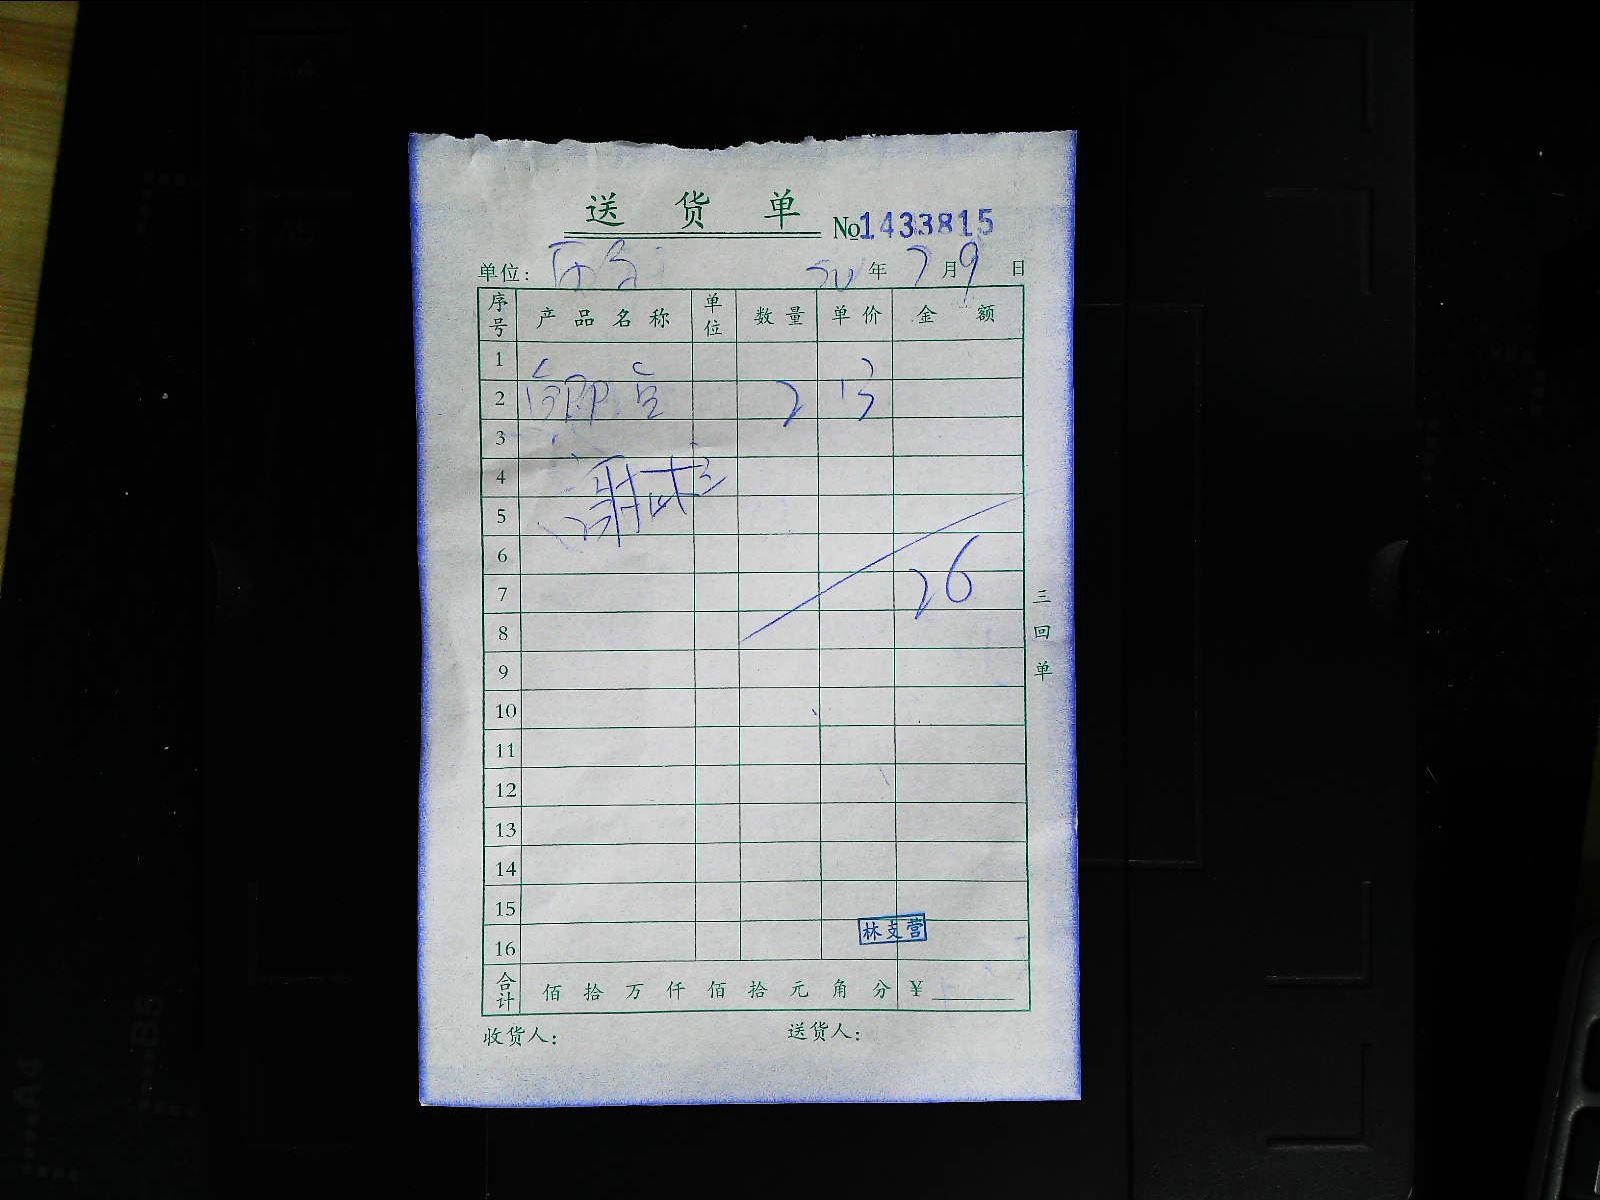 送货单 №1433815
单位: 年 7 月 9 日
序号 产品名称 单位 数量 单价 金额
1
2 2 13
3
4
5
6
26
7
8
9
10
11
12
13
14
15
林支营
16
合计 佰 拾 万 仟 佰 拾 元 角 分 ¥
收货人: 送货人:
三回单